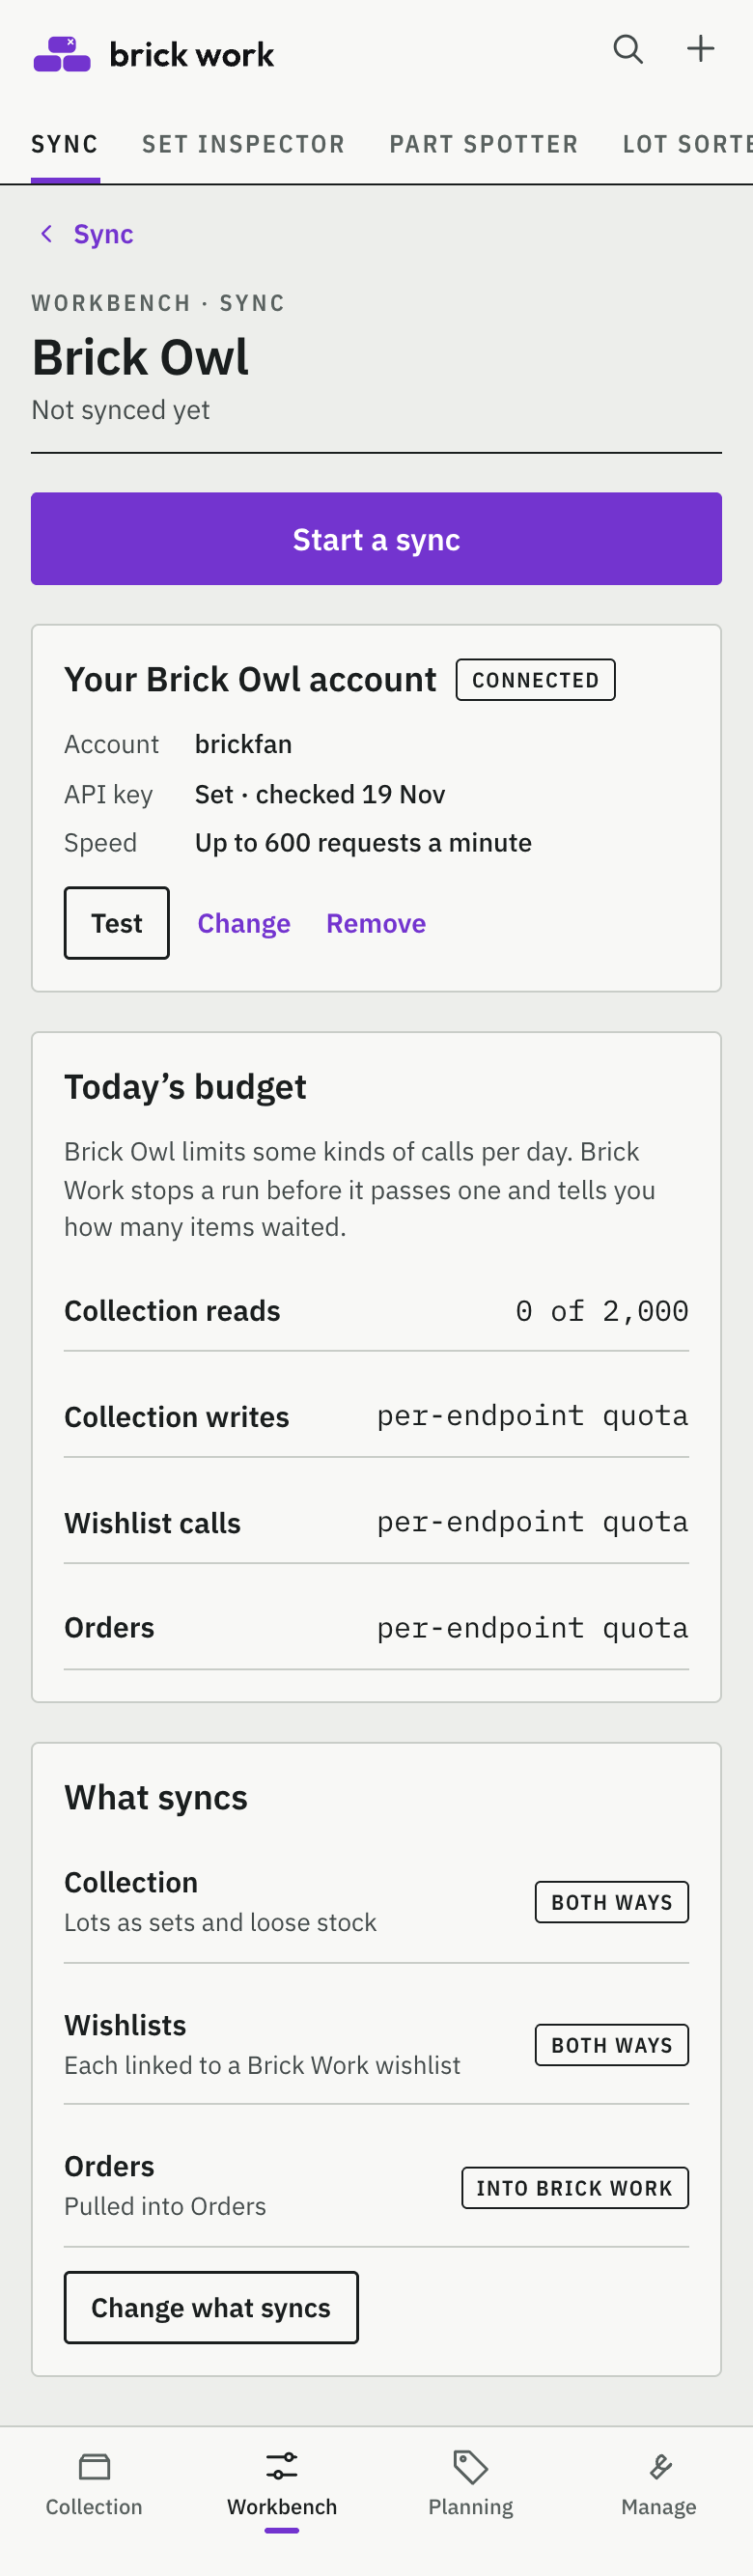 brick work
SYNC SET INSPECTOR PART SPOTTER LOT SORTE
Sync
WORKBENCH · SYNC
Brick Owl
Not synced yet
Start a sync
Your Brick Owl account CONNECTED
Account brickfan
API key Set · checked 19 Nov
Speed Up to 600 requests a minute
Test Change Remove
Today’s budget
Brick Owl limits some kinds of calls per day. Brick
Work stops a run before it passes one and tells you
how many items waited.
Collection reads 0 of 2,000
Collection writes per-endpoint quota
Wishlist calls per-endpoint quota
Orders per-endpoint quota
What syncs
Collection
Lots as sets and loose stock
BOTH WAYS
Wishlists
Each linked to a Brick Work wishlist
BOTH WAYS
Orders
Pulled into Orders
INTO BRICK WORK
Change what syncs
Collection Workbench Planning Manage